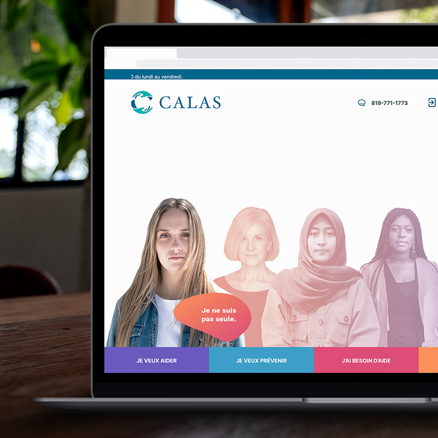 du lundi au vendredi.
CALAS
819-771-1773
Je ne suis
pas seule.
JE VEUX AIDER
JE VEUX PRÉVENIR
J'AI BESOIN D'AIDE